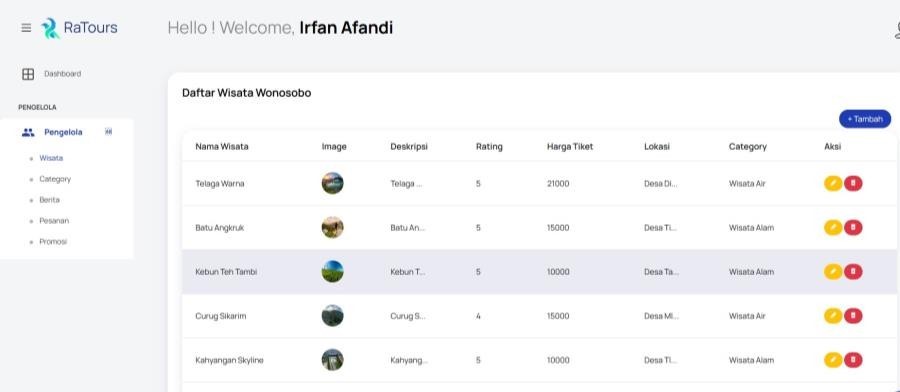 RaTours
Hello ! Welcome, Irfan Afandi
Dashboard
PENGELOLA
Pengelola
Wisata
Category
Berita
Pesanan
Promosi
Daftar Wisata Wonosobo
+ Tambah
Nama Wisata Image Deskripsi Rating Harga Tiket Lokasi Category Aksi
Telaga Warna Telaga ... 5 21000 Desa Di... Wisata Air
Batu Angkruk Batu An... 5 15000 Desa Ti... Wisata Alam
Kebun Teh Tambi Kebun T... 5 10000 Desa Ta... Wisata Alam
Curug Sikarim Curug S... 4 15000 Desa Ml... Wisata Air
Kahyangan Skyline Kahyang... 5 10000 Desa Ti... Wisata Alam